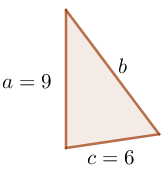 b
a = 9
c = 6